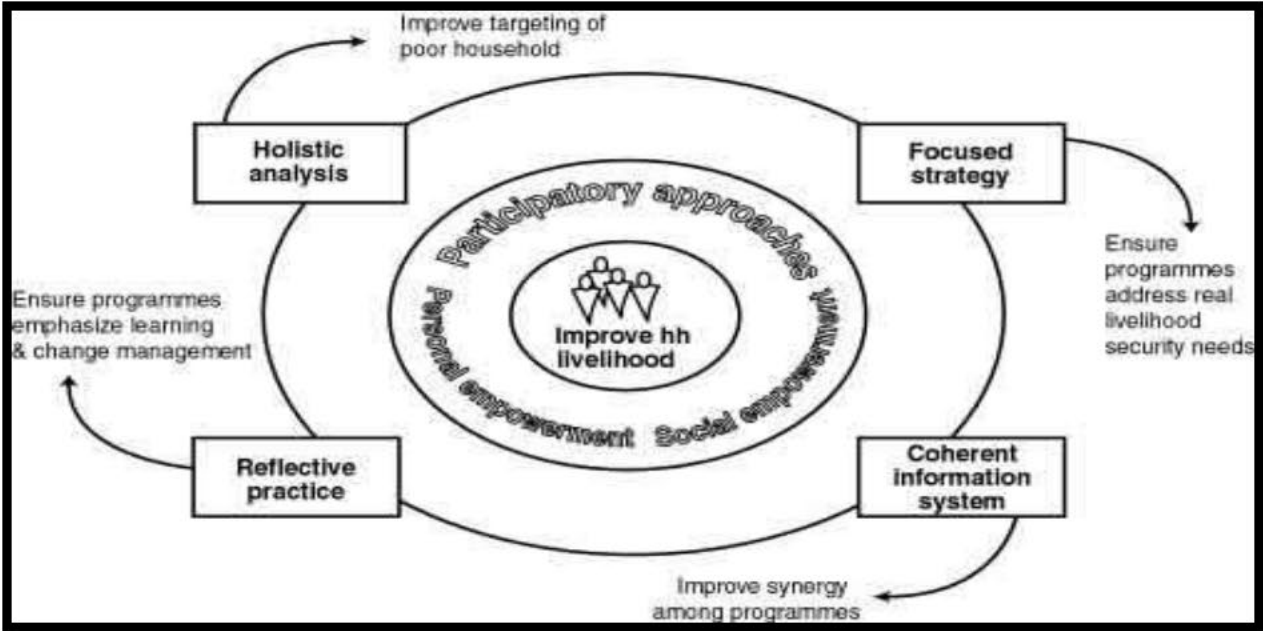 Improve targeting of
poor household
Holistic
analysis
Focused
strategy
Participatory approaches
Ensure
programmes
address real
livelihood
security needs
Ensure programmes
emphasize learning
& change management
Improve hh
livelihood
Personal empowerment
Social empowerment
Reflective
practice
Coherent
information
system
Improve synergy
among programmes